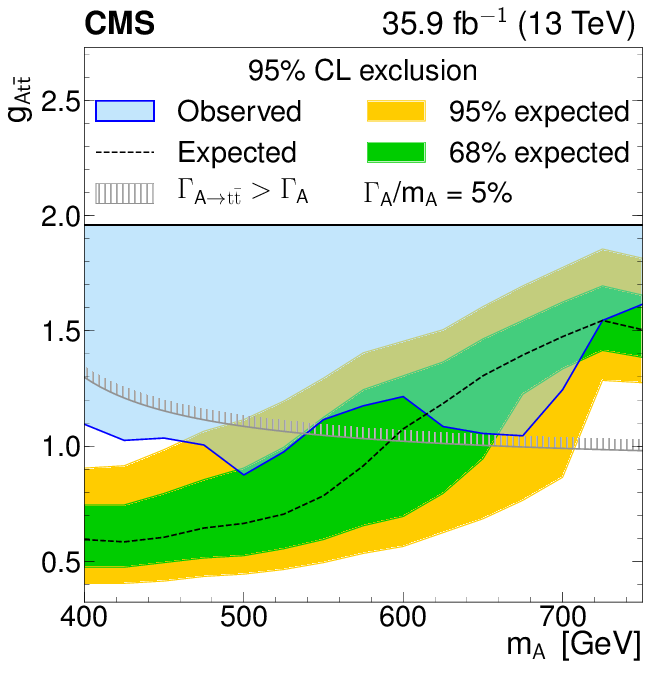 CMS 35.9 fb⁻¹ (13 TeV)
95% CL exclusion
Observed 95% expected
Expected 68% expected
Γ_A→tt̄ > Γ_A Γ_A/m_A = 5%
g_Att̄
2.5
2.0
1.5
1.0
0.5
400 500 600 700
m_A [GeV]